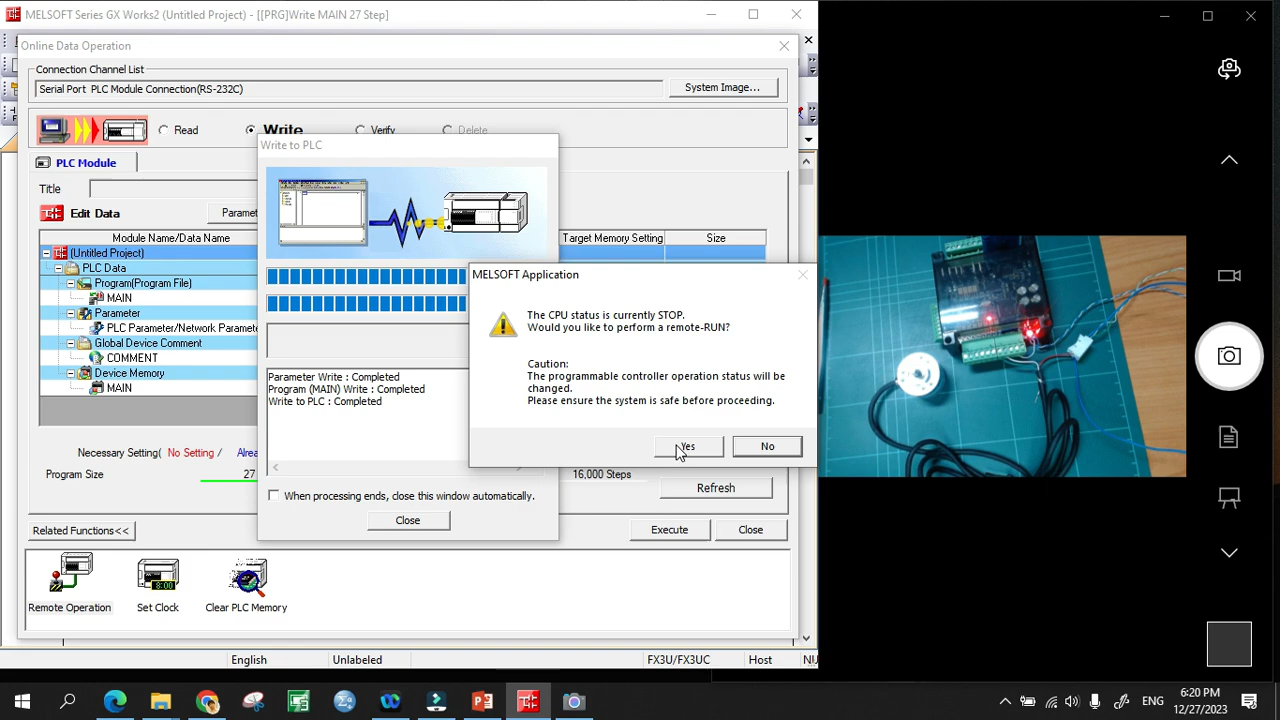 MELSOFT Series GX Works2 (Untitled Project) - [[PRG]Write MAIN 27 Step]
Online Data Operation
Connection Channel List
Serial Port PLC Module Connection(RS-232C)
System Image...
Read
Write
Verify
Delete
Write to PLC
PLC Module
Title
Edit Data
Paramet
Module Name/Data Name
Target Memory Setting
Size
(Untitled Project)
PLC Data
Program(Program File)
MAIN
Parameter
PLC Parameter/Network Paramete
Global Device Comment
COMMENT
Device Memory
MAIN
MELSOFT Application
The CPU status is currently STOP.
Would you like to perform a remote-RUN?
Caution:
The programmable controller operation status will be
changed.
Please ensure the system is safe before proceeding.
Yes
No
Parameter Write : Completed
Program (MAIN) Write : Completed
Write to PLC : Completed
Necessary Setting( No Setting / Alrea
Program Size
27
16,000 Steps
Refresh
When processing ends, close this window automatically.
Close
Related Functions<<
Execute
Close
8:00
Remote Operation
Set Clock
Clear PLC Memory
English
Unlabeled
FX3U/FX3UC
Host
ENG
6:20 PM
12/27/2023